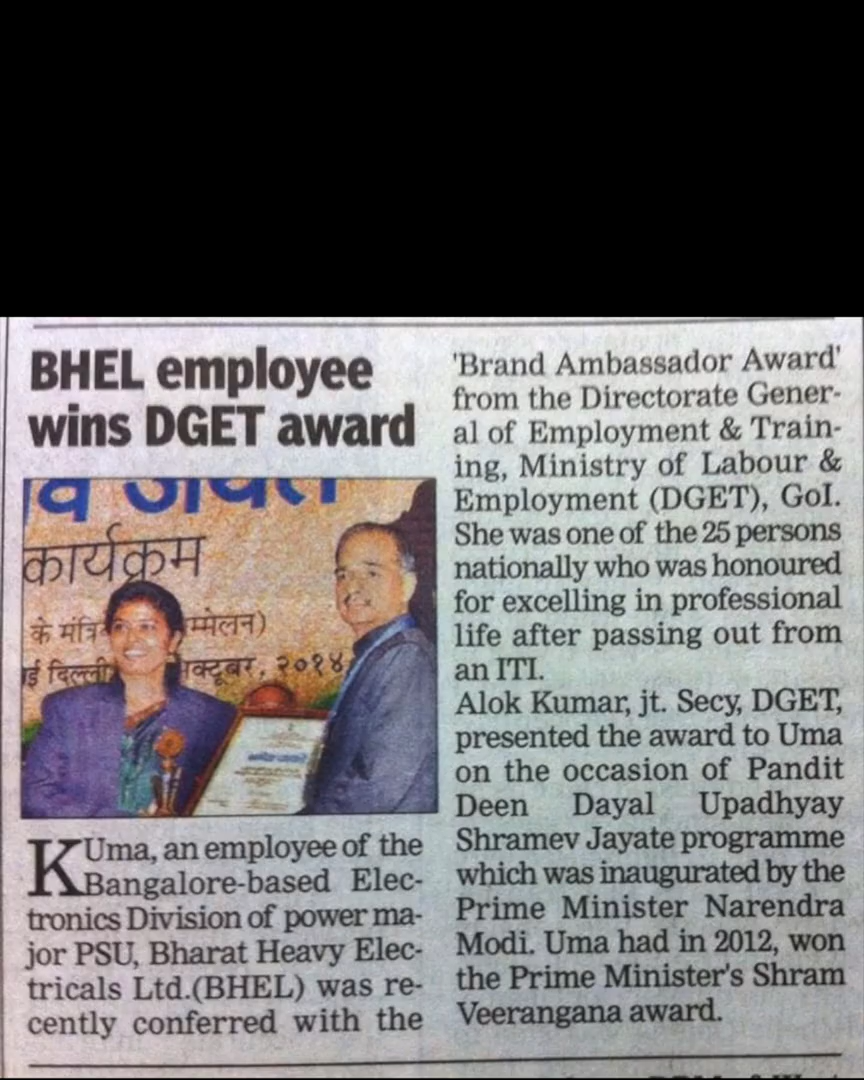 BHEL employee
wins DGET award
व जयते
कार्यक्रम
के मंत्रि म्मेलन)
ई दिल्ली क्टूबर, २०१४
KUma, an employee of the
Bangalore-based Elec-
tronics Division of power ma-
jor PSU, Bharat Heavy Elec-
tricals Ltd.(BHEL) was re-
cently conferred with the
'Brand Ambassador Award'
from the Directorate Gener-
al of Employment & Train-
ing, Ministry of Labour &
Employment (DGET), GoI.
She was one of the 25 persons
nationally who was honoured
for excelling in professional
life after passing out from
an ITI.
Alok Kumar, jt. Secy, DGET,
presented the award to Uma
on the occasion of Pandit
Deen Dayal Upadhyay
Shramev Jayate programme
which was inaugurated by the
Prime Minister Narendra
Modi. Uma had in 2012, won
the Prime Minister's Shram
Veerangana award.